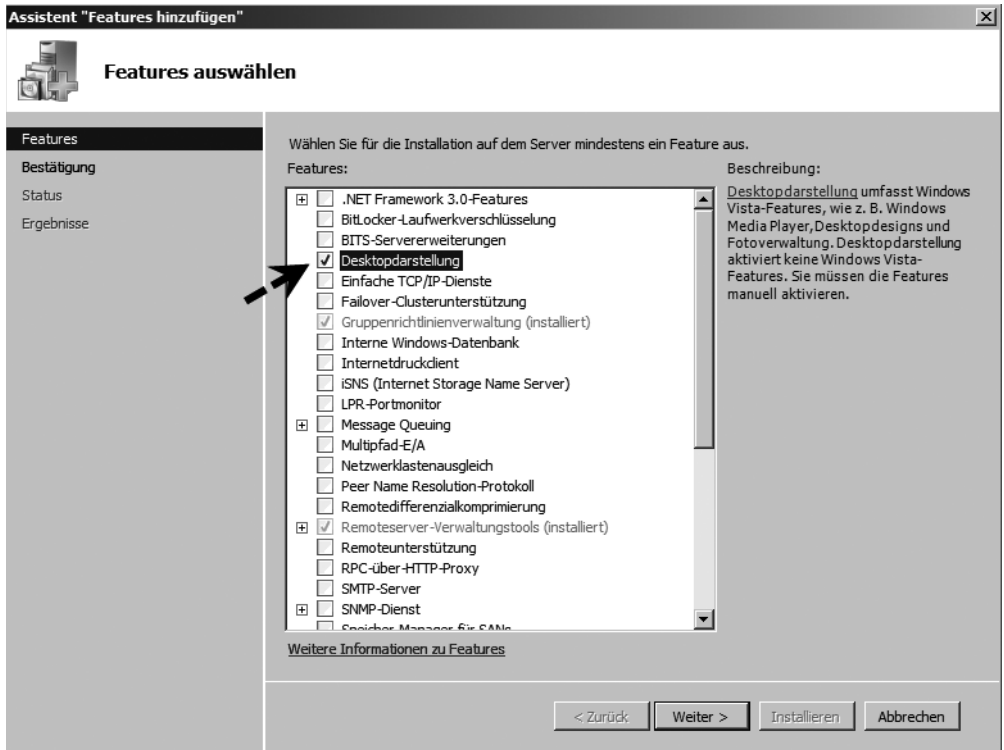 Assistent "Features hinzufügen"
Features auswählen
Features
Bestätigung
Status
Ergebnisse
Wählen Sie für die Installation auf dem Server mindestens ein Feature aus.
Features:
.NET Framework 3.0-Features
BitLocker-Laufwerkverschlüsselung
BITS-Servererweiterungen
Desktopdarstellung
Einfache TCP/IP-Dienste
Failover-Clusterunterstützung
Gruppenrichtlinienverwaltung (installiert)
Interne Windows-Datenbank
Internetdruckclient
iSNS (Internet Storage Name Server)
LPR-Portmonitor
Message Queuing
Multipfad-E/A
Netzwerklastenausgleich
Peer Name Resolution-Protokoll
Remotedifferenzialkomprimierung
Remoteserver-Verwaltungstools (installiert)
Remoteunterstützung
RPC-über-HTTP-Proxy
SMTP-Server
SNMP-Dienst
Speicher-Manager für SANs
Weitere Informationen zu Features
Beschreibung:
Desktopdarstellung umfasst Windows
Vista-Features, wie z. B. Windows
Media Player,Desktopdesigns und
Fotoverwaltung. Desktopdarstellung
aktiviert keine Windows Vista-
Features. Sie müssen die Features
manuell aktivieren.
< Zurück
Weiter >
Installieren
Abbrechen